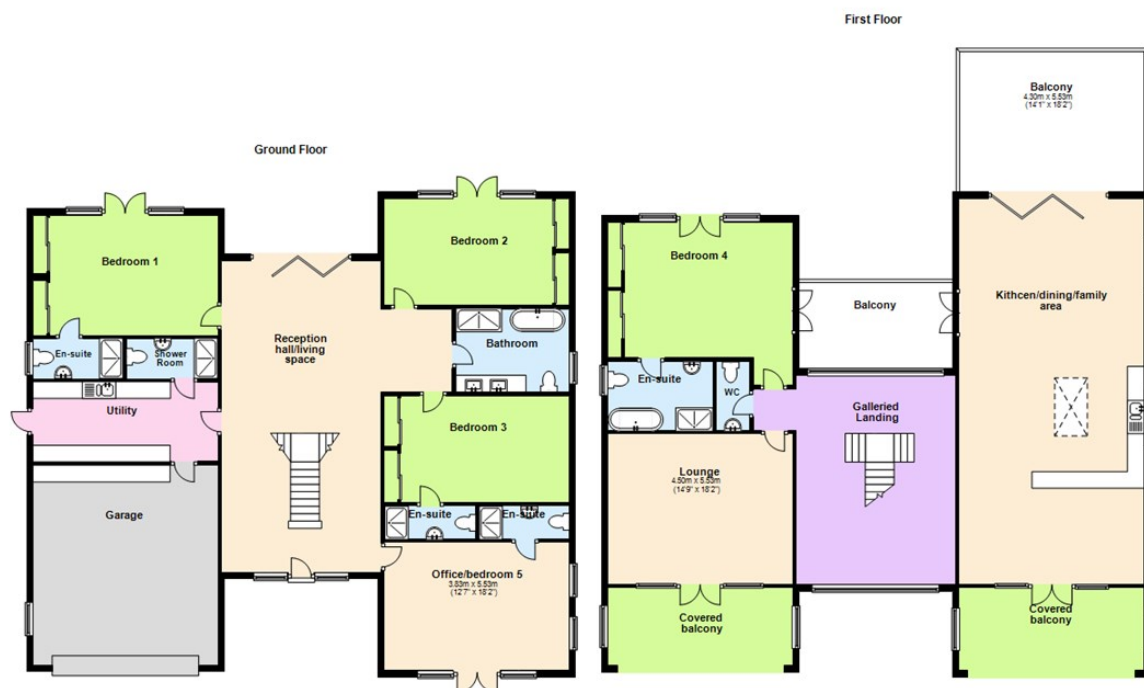 First Floor
Balcony
4.30m x 5.53m
(14'1" x 18'2")
Ground Floor
Bedroom 1
Bedroom 2
Bedroom 4
Balcony
Kithcen/dining/family
area
Reception
hall/living
space
Bathroom
En-suite
Shower
Room
Utility
Bedroom 3
En-suite
WC
Galleried
Landing
Lounge
4.50m x 5.53m
(14'9" x 18'2")
Garage
En-suite
En-suite
Office/bedroom 5
3.83m x 5.53m
(12'7" x 18'2")
Covered
balcony
Covered
balcony